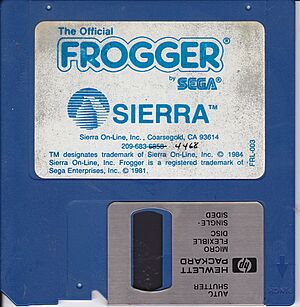 The Official
FROGGER®
by SEGA®
SIERRA™
Sierra On-Line, Inc., Coarsegold, CA 93614
209-683-6858 4468
TM designates trademark of Sierra On-Line, Inc. © 1984
Sierra On-Line, Inc. Frogger is a registered trademark of
Sega Enterprises, Inc. © 1981.
FRL-003
hp HEWLETT
PACKARD
MICRO
FLEXIBLE
DISC
SINGLE-
SIDED
AUTO
SHUTTER